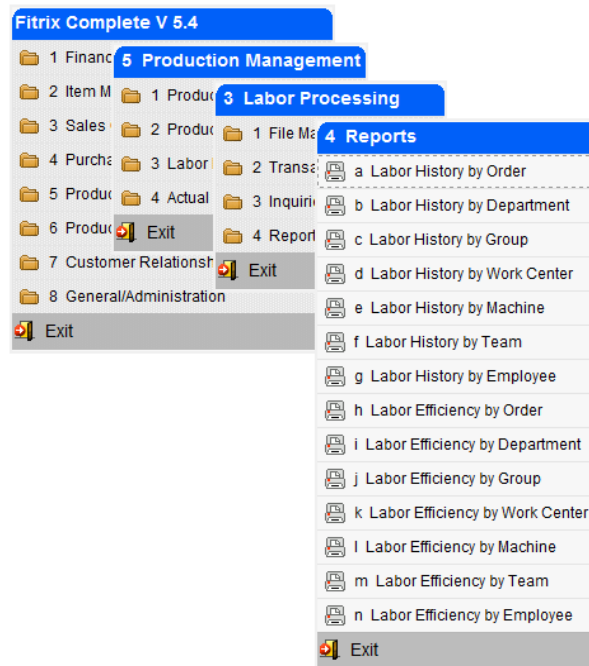 Fitrix Complete V 5.4
1 Financ
2 Item M
3 Sales
4 Purcha
5 Produc
6 Produc
7 Customer Relationsh
8 General/Administration
Exit
5 Production Management
1 Produc
2 Produc
3 Labor
4 Actual
Exit
3 Labor Processing
1 File Ma
2 Transa
3 Inquiri
4 Report
Exit
4 Reports
a Labor History by Order
b Labor History by Department
c Labor History by Group
d Labor History by Work Center
e Labor History by Machine
f Labor History by Team
g Labor History by Employee
h Labor Efficiency by Order
i Labor Efficiency by Department
j Labor Efficiency by Group
k Labor Efficiency by Work Center
l Labor Efficiency by Machine
m Labor Efficiency by Team
n Labor Efficiency by Employee
Exit